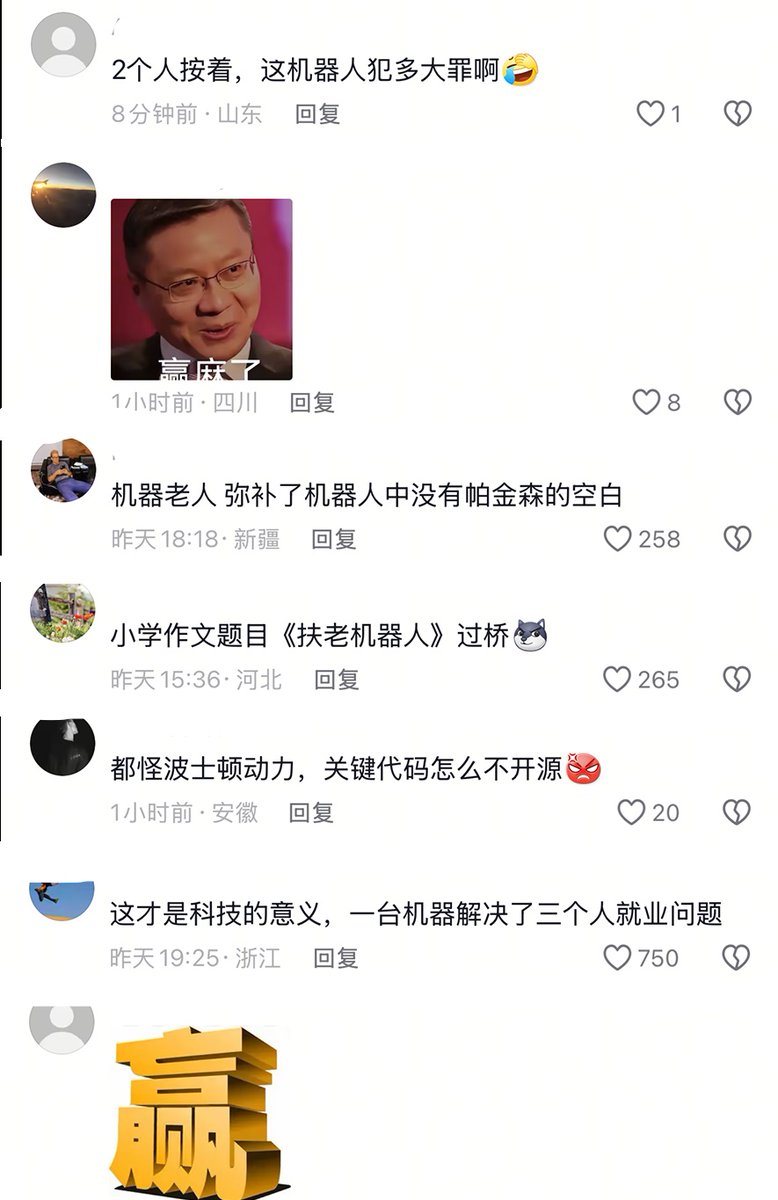 2个人按着，这机器人犯多大罪啊🤣
8分钟前·山东 回复 1
赢麻了
1小时前·四川 回复 8
机器老人 弥补了机器人中没有帕金森的空白
昨天18:18·新疆 回复 258
小学作文题目《扶老机器人》过桥
昨天15:36·河北 回复 265
都怪波士顿动力，关键代码怎么不开源😡
1小时前·安徽 回复 20
这才是科技的意义，一台机器解决了三个人就业问题
昨天19:25·浙江 回复 750
赢